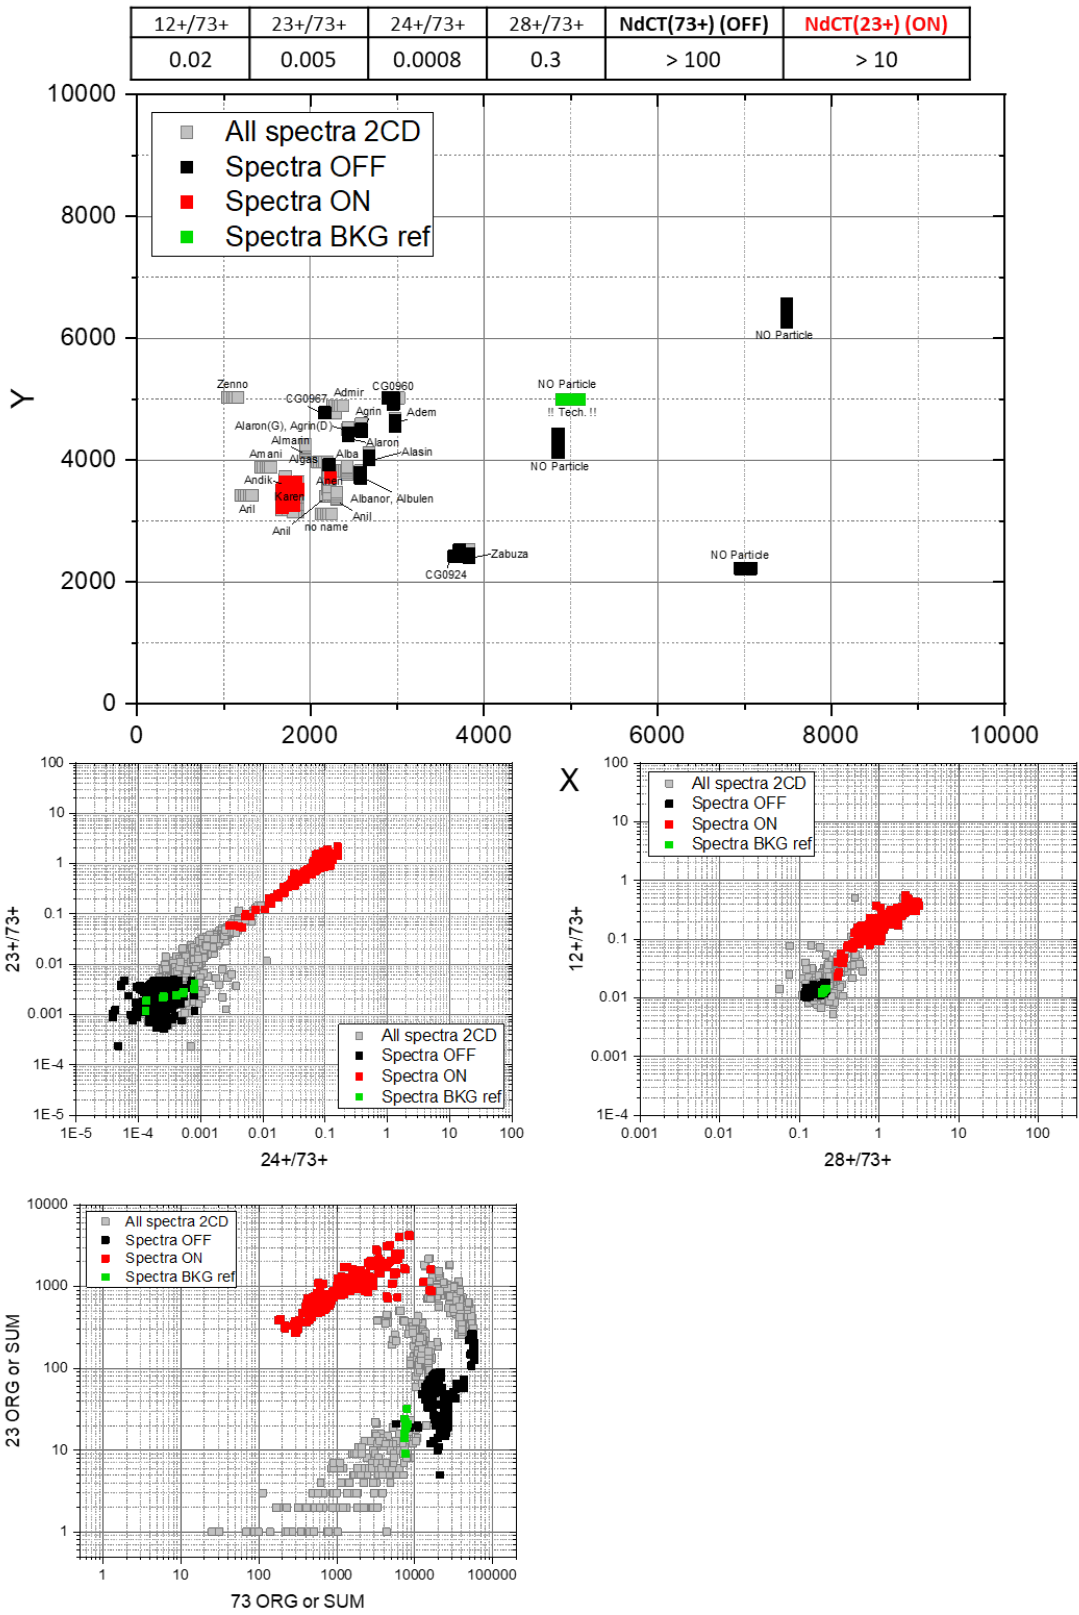 12+/73+ 23+/73+ 24+/73+ 28+/73+ NdCT(73+) (OFF) NdCT(23+) (ON)
0.02 0.005 0.0008 0.3 > 100 > 10
10000
8000
6000
4000
2000
0
Y
All spectra 2CD
Spectra OFF
Spectra ON
Spectra BKG ref
NO Particle
Zenno
CG0967
Admir
CG0960
Agrin
Adem
Alaron(G), Agrin(D)
Alaron
Almarin
Alasin
Amani
Algas
Alba
Andik
Anen
Karen
Albanor, Albulen
Aril
Anil
no name
Anil
NO Particle
!! Tech. !!
NO Particle
Zabuza
CG0924
NO Particle
0 2000 4000 6000 8000 10000
X
100
10
1
0.1
0.01
0.001
1E-4
1E-5
23+/73+
All spectra 2CD
Spectra OFF
Spectra ON
Spectra BKG ref
1E-5 1E-4 0.001 0.01 0.1 1 10 100
24+/73+
100
10
1
0.1
0.01
0.001
1E-4
12+/73+
All spectra 2CD
Spectra OFF
Spectra ON
Spectra BKG ref
0.001 0.01 0.1 1 10 100
28+/73+
10000
1000
100
10
1
23 ORG or SUM
All spectra 2CD
Spectra OFF
Spectra ON
Spectra BKG ref
1 10 100 1000 10000 100000
73 ORG or SUM